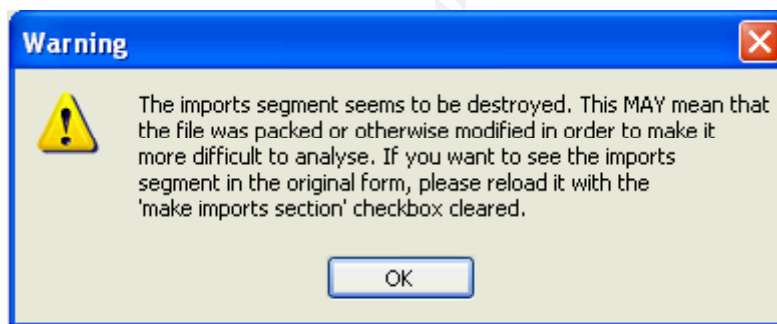 Warning
The imports segment seems to be destroyed. This MAY mean that
the file was packed or otherwise modified in order to make it
more difficult to analyse. If you want to see the imports
segment in the original form, please reload it with the
'make imports section' checkbox cleared.
OK